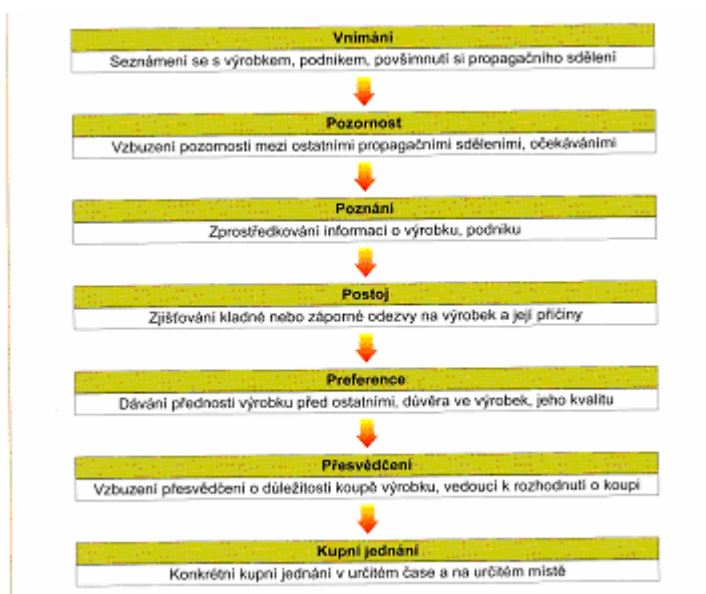 Vnímání
Seznámení se s výrobkem, podnikem, povšimnutí si propagačního sdělení
Pozornost
Vzbuzení pozornosti mezi ostatními propagačními sděleními, očekáváními
Poznání
Zprostředkování informací o výrobku, podniku
Postoj
Zjišťování kladné nebo záporné odezvy na výrobek a její příčiny
Preference
Dávání přednosti výrobku před ostatními, důvěra ve výrobek, jeho kvalitu
Přesvědčení
Vzbuzení přesvědčení o důležitosti koupě výrobku, vedoucí k rozhodnutí o koupi
Kupní jednání
Konkrétní kupní jednání v určitém čase a na určitém místě